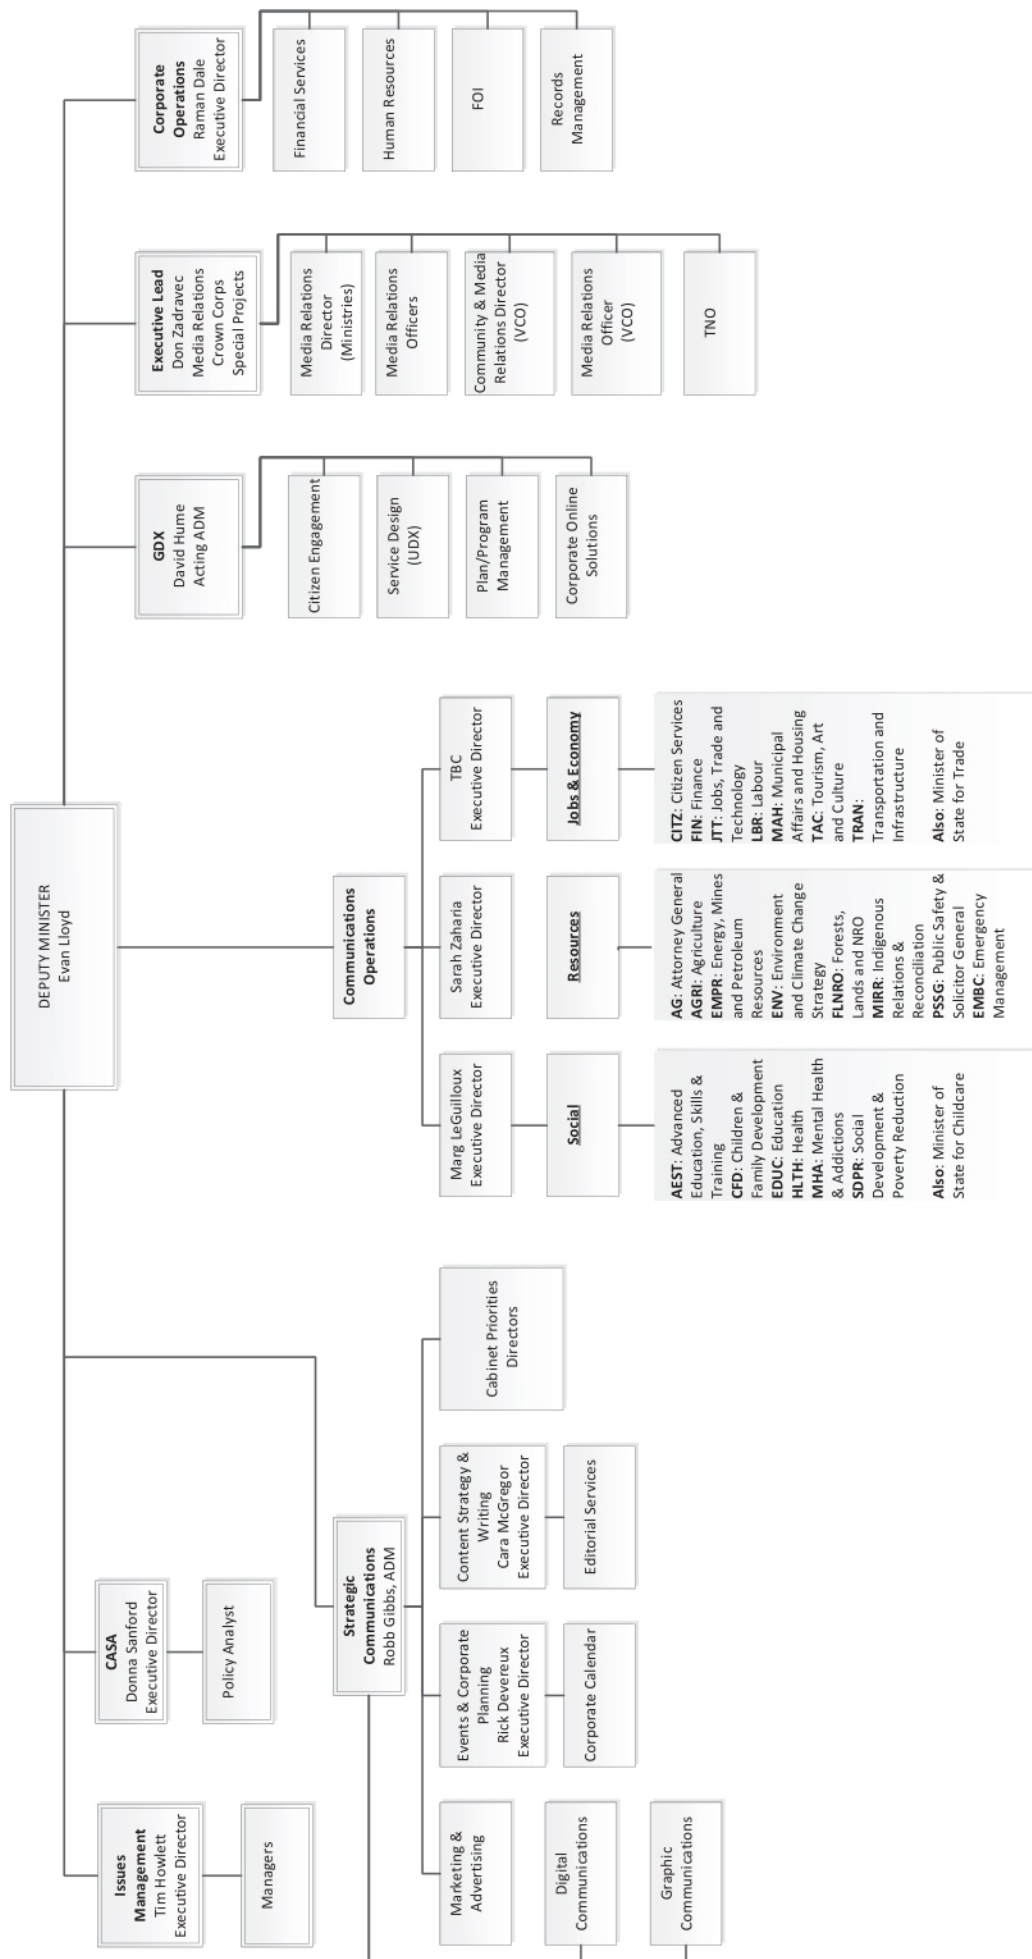 DEPUTY MINISTER
Evan Lloyd
Issues
Management
Tim Howlett
Executive Director
Managers
CASA
Donna Sanford
Executive Director
Policy Analyst
Strategic
Communications
Robb Gibbs, ADM
Marketing &
Advertising
Digital
Communications
Graphic
Communications
Events & Corporate
Planning
Rick Devereux
Executive Director
Corporate Calendar
Content Strategy &
Writing
Cara McGregor
Executive Director
Editorial Services
Cabinet Priorities
Directors
Communications
Operations
Marg LeGuilloux
Executive Director
Social
AEST: Advanced
Education, Skills &
Training
CFD: Children &
Family Development
EDUC: Education
HLTH: Health
MHA: Mental Health
& Addictions
SDPR: Social
Development &
Poverty Reduction
Also: Minister of
State for Childcare
Sarah Zaharia
Executive Director
Resources
AG: Attorney General
AGRI: Agriculture
EMPR: Energy, Mines
and Petroleum
Resources
ENV: Environment
and Climate Change
Strategy
FLNRO: Forests,
Lands and NRO
MIRR: Indigenous
Relations &
Reconciliation
PSSG: Public Safety &
Solicitor General
EMBC: Emergency
Management
TBC
Executive Director
Jobs & Economy
CITZ: Citizen Services
FIN: Finance
JTT: Jobs, Trade and
Technology
LBR: Labour
MAH: Municipal
Affairs and Housing
TAC: Tourism, Art
and Culture
TRAN:
Transportation and
Infrastructure
Also: Minister of
State for Trade
GDX
David Hume
Acting ADM
Citizen Engagement
Service Design
(UDX)
Plan/Program
Management
Corporate Online
Solutions
Executive Lead
Don Zadravec
Media Relations
Crown Corps
Special Projects
Media Relations
Director
(Ministries)
Media Relations
Officers
Community & Media
Relations Director
(VCO)
Media Relations
Officer
(VCO)
TNO
Corporate
Operations
Raman Dale
Executive Director
Financial Services
Human Resources
FOI
Records
Management